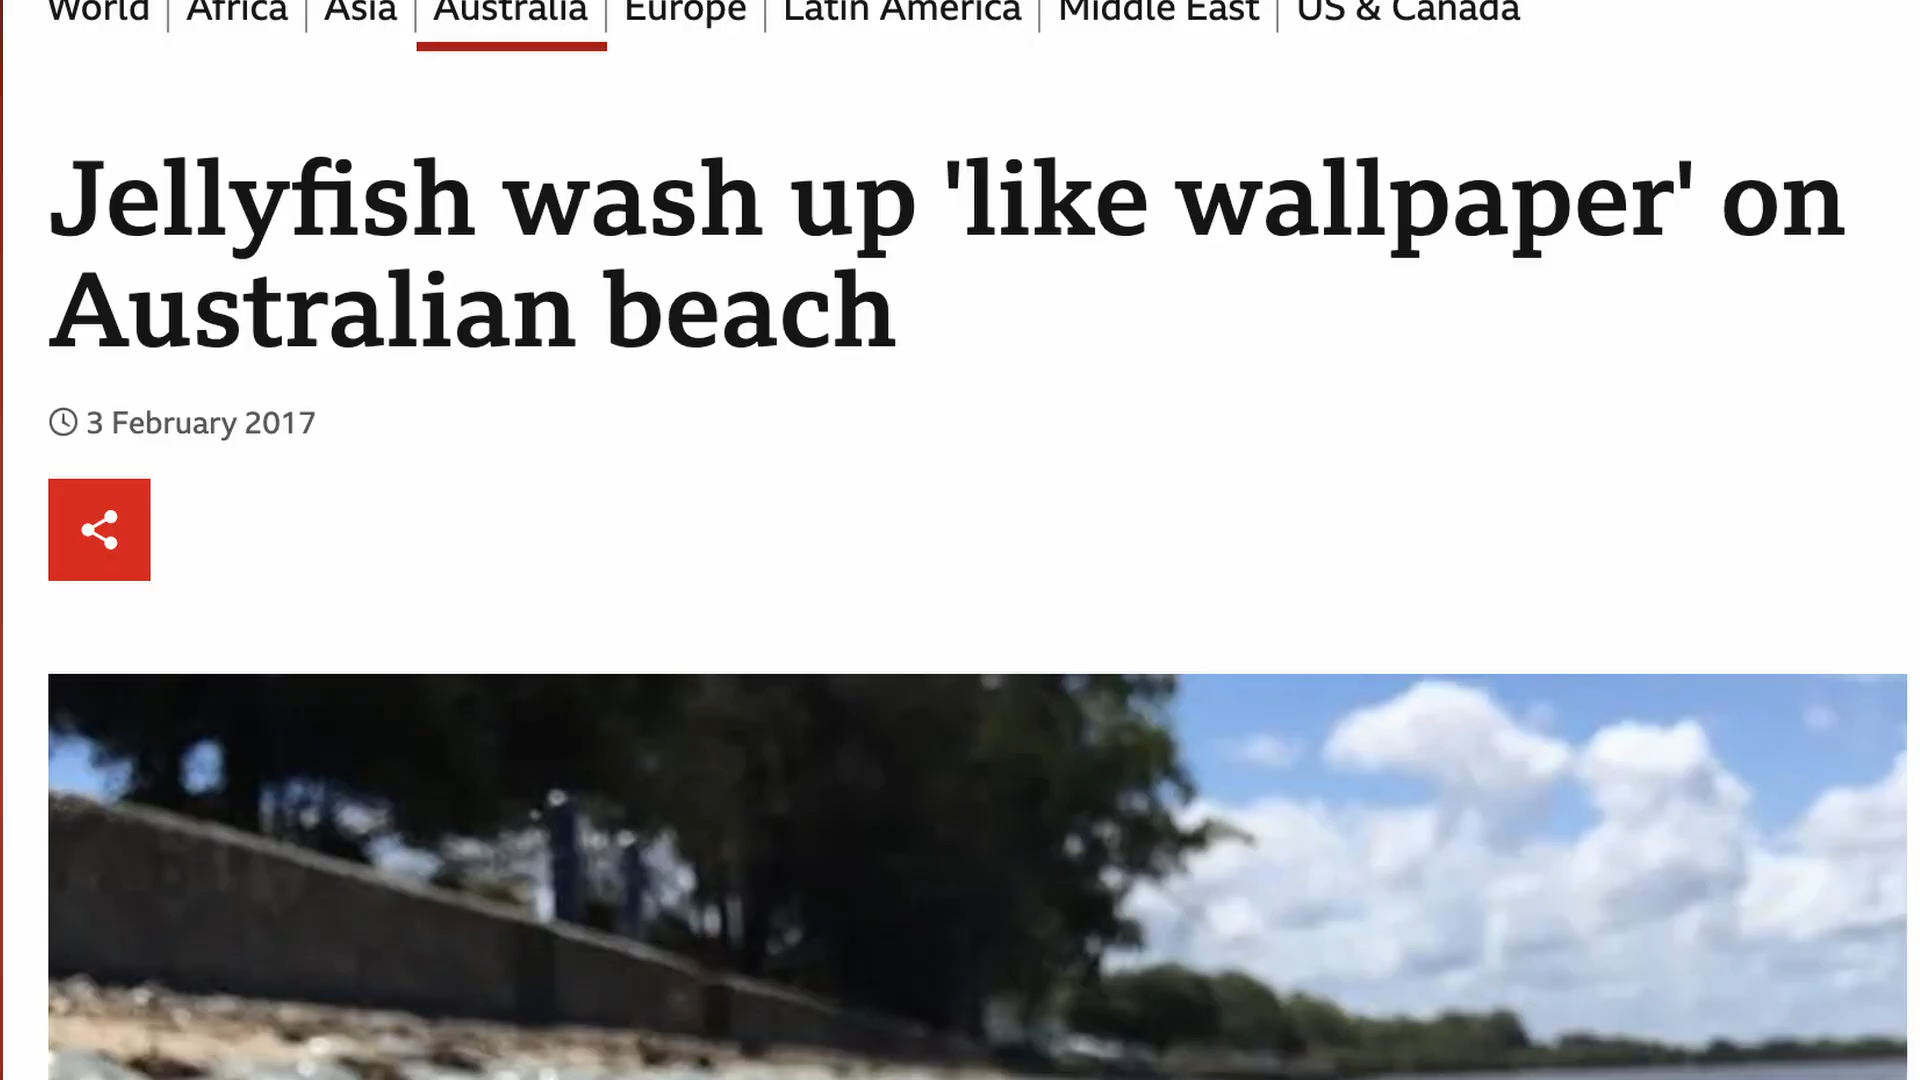 World | Africa | Asia | Australia | Europe | Latin America | Middle East | US & Canada
Jellyfish wash up 'like wallpaper' on
Australian beach
3 February 2017